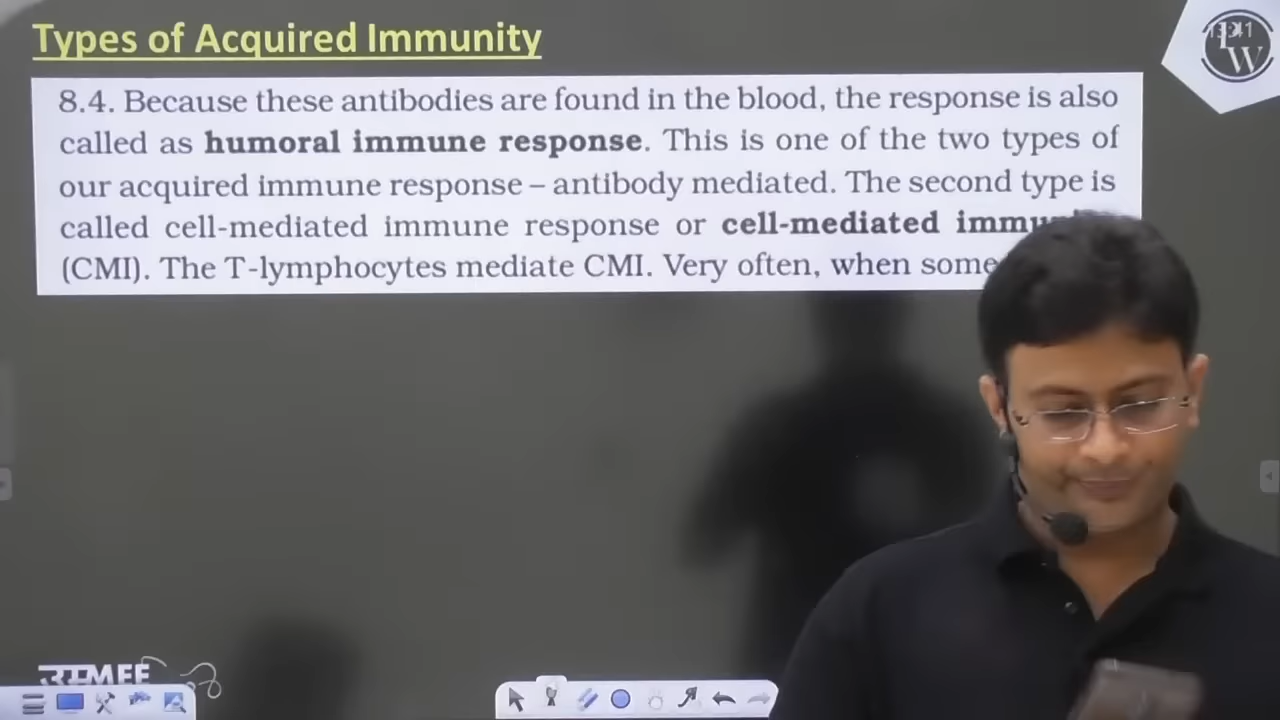 Types of Acquired Immunity
8.4. Because these antibodies are found in the blood, the response is also
called as humoral immune response. This is one of the two types of
our acquired immune response – antibody mediated. The second type is
called cell-mediated immune response or cell-mediated
(CMI). The T-lymphocytes mediate CMI. Very often, when some
PW